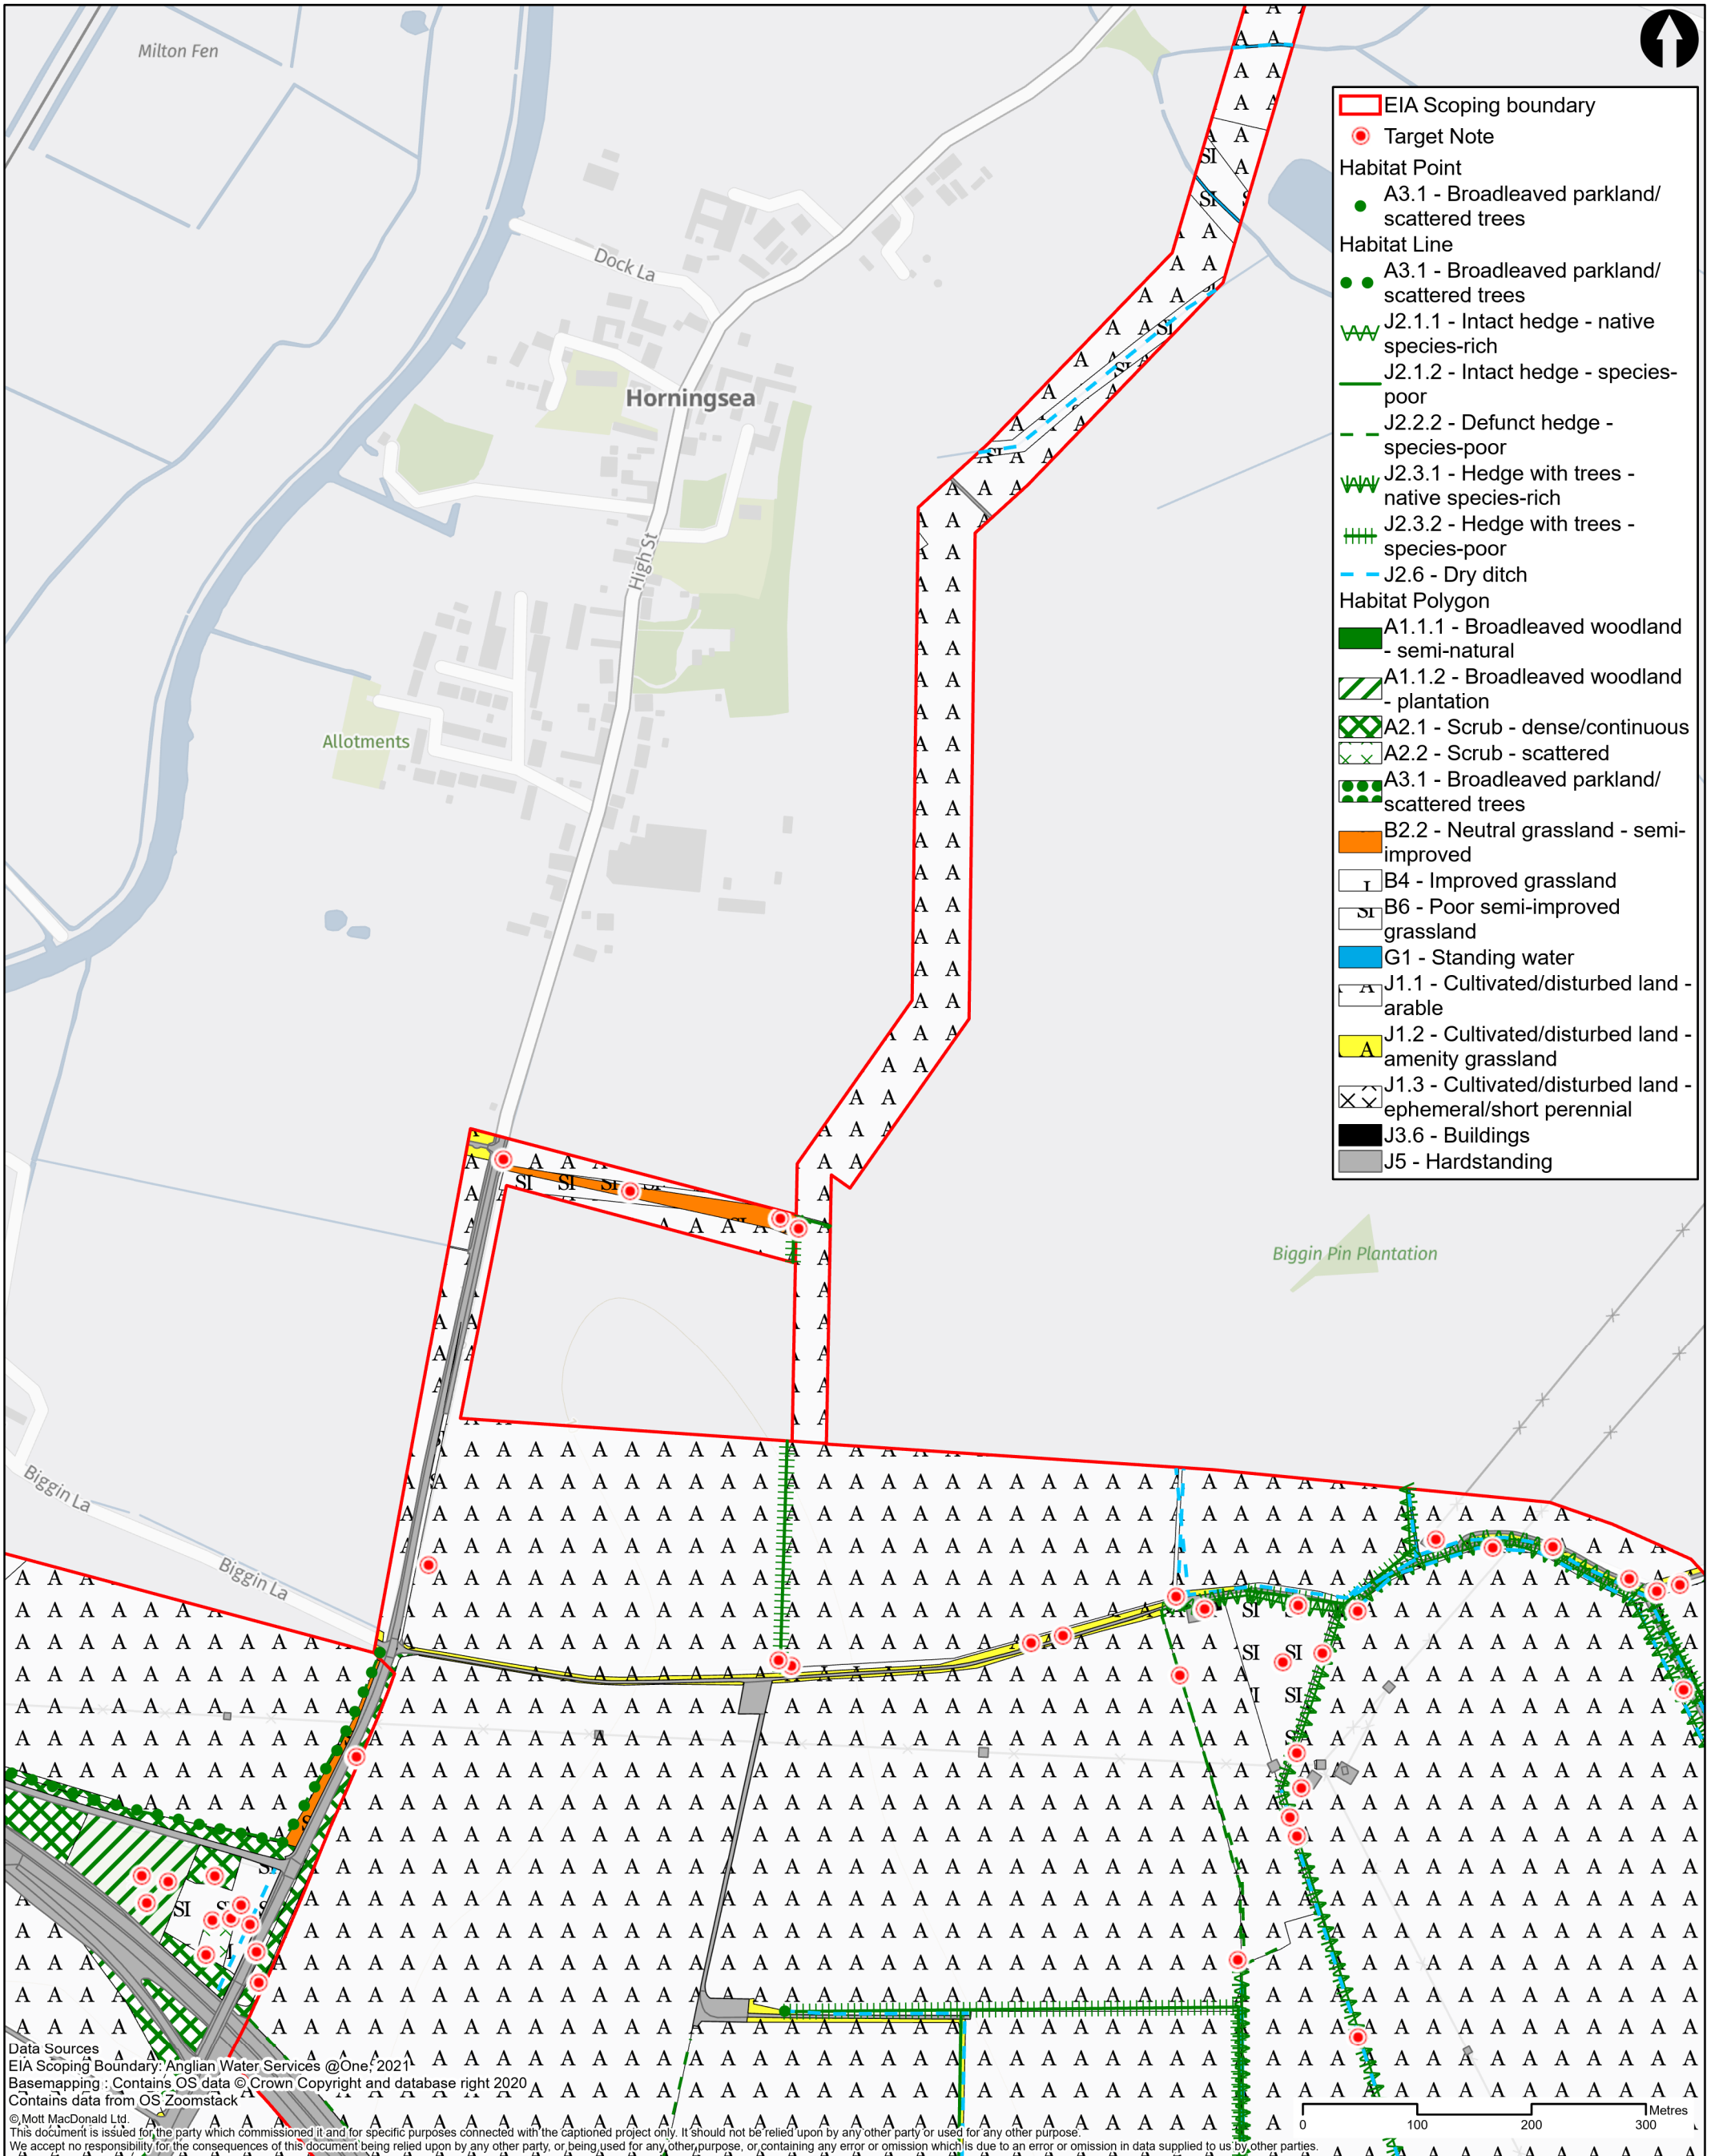 Milton Fen
Dock La
Horningsea
High St
Allotments
Biggin Pin Plantation
Biggin La
Biggin La
EIA Scoping boundary
Target Note
Habitat Point
A3.1 - Broadleaved parkland/
scattered trees
Habitat Line
A3.1 - Broadleaved parkland/
scattered trees
J2.1.1 - Intact hedge - native
species-rich
J2.1.2 - Intact hedge - species-
poor
J2.2.2 - Defunct hedge -
species-poor
J2.3.1 - Hedge with trees -
native species-rich
J2.3.2 - Hedge with trees -
species-poor
J2.6 - Dry ditch
Habitat Polygon
A1.1.1 - Broadleaved woodland
- semi-natural
A1.1.2 - Broadleaved woodland
- plantation
A2.1 - Scrub - dense/continuous
A2.2 - Scrub - scattered
A3.1 - Broadleaved parkland/
scattered trees
B2.2 - Neutral grassland - semi-
improved
B4 - Improved grassland
B6 - Poor semi-improved
grassland
G1 - Standing water
J1.1 - Cultivated/disturbed land -
arable
J1.2 - Cultivated/disturbed land -
amenity grassland
J1.3 - Cultivated/disturbed land -
ephemeral/short perennial
J3.6 - Buildings
J5 - Hardstanding
Data Sources
EIA Scoping Boundary: Anglian Water Services @One, 2021
Basemapping : Contains OS data © Crown Copyright and database right 2020
Contains data from OS Zoomstack
© Mott MacDonald Ltd.
This document is issued for the party which commissioned it and for specific purposes connected with the captioned project only. It should not be relied upon by any other party or used for any other purpose.
We accept no responsibility for the consequences of this document being relied upon by any other party, or being used for any other purpose, or containing any error or omission which is due to an error or omission in data supplied to us by other parties.
0 100 200 300 Metres